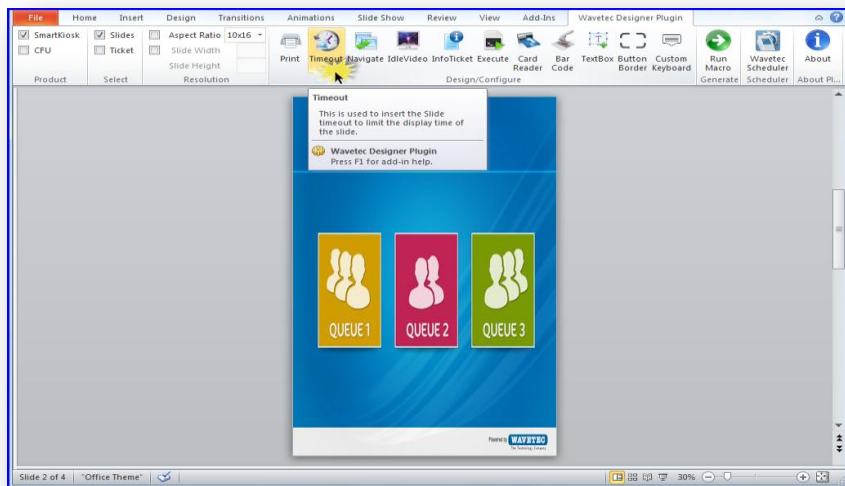 File Home Insert Design Transitions Animations Slide Show Review View Add-Ins Wavetec Designer Plugin
SmartKiosk Slides Aspect Ratio 10x16
CFU Ticket Slide Width
Slide Height
Product Select Resolution
Print Timeout Navigate IdleVideo InfoTicket Execute Card Reader Bar Code TextBox Button Border Custom Keyboard Run Macro Wavetec Scheduler About
Design/Configure Generate Scheduler About Pl...
Timeout
This is used to insert the Slide
timeout to limit the display time of
the slide.
Wavetec Designer Plugin
Press F1 for add-in help.
QUEUE 1 QUEUE 2 QUEUE 3
Powered by WAVETEC
The Technology Company
Slide 2 of 4 "Office Theme" 30%